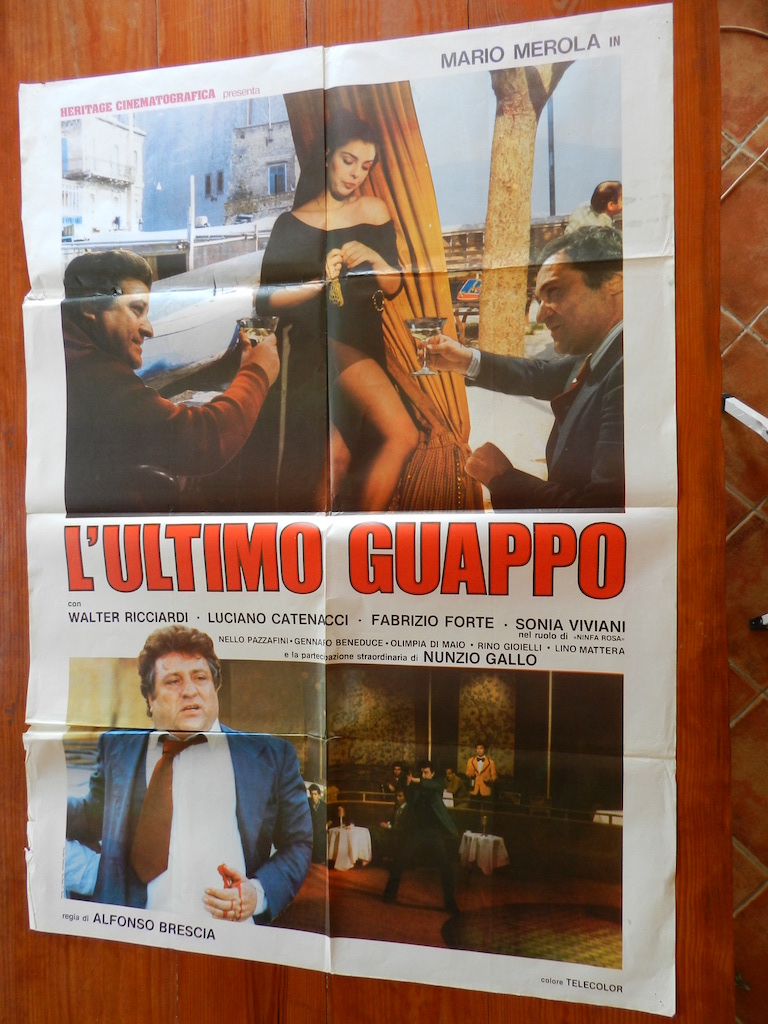 MARIO MEROLA IN
HERITAGE CINEMATOGRAFICA presenta
L'ULTIMO GUAPPO
con
WALTER RICCIARDI · LUCIANO CATENACCI · FABRIZIO FORTE · SONIA VIVIANI
nel ruolo di «NINFA ROSA»
NELLO PAZZAFINI · GENNARO BENEDUCE · OLIMPIA DI MAIO · RINO GIOIELLI · LINO MATTERA
e la partecipazione straordinaria di NUNZIO GALLO
regia di ALFONSO BRESCIA
colore TELECOLOR